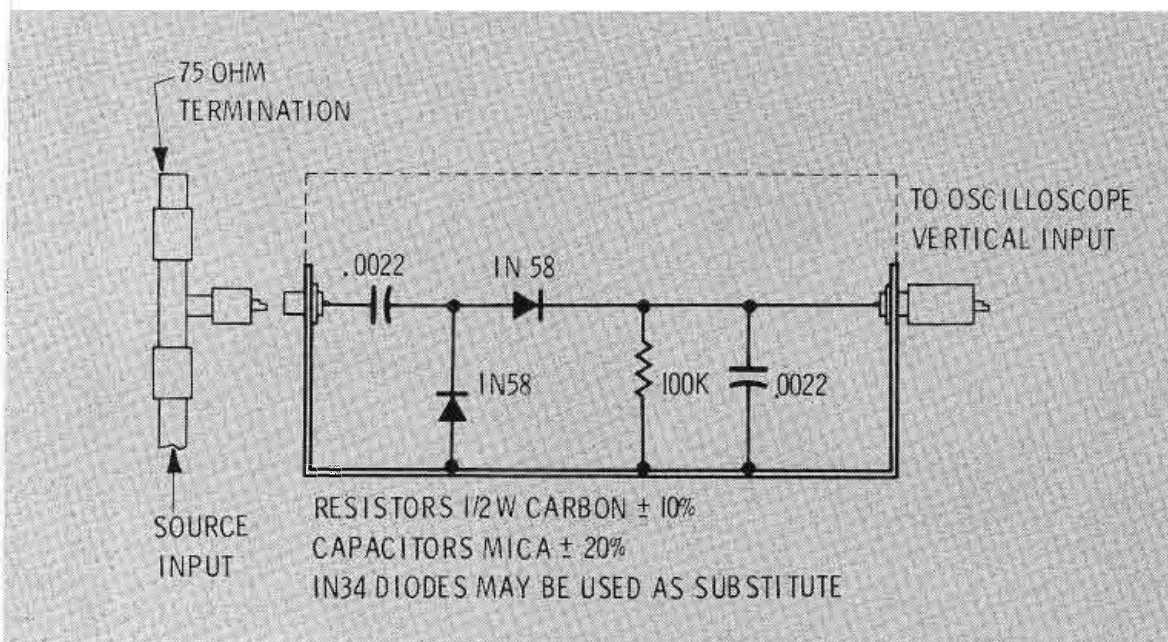 75 OHM
TERMINATION
TO OSCILLOSCOPE
VERTICAL INPUT
.0022
IN 58
IN58
100K
.0022
SOURCE
INPUT
RESISTORS 1/2W CARBON ± 10%
CAPACITORS MICA ± 20%
IN34 DIODES MAY BE USED AS SUBSTITUTE